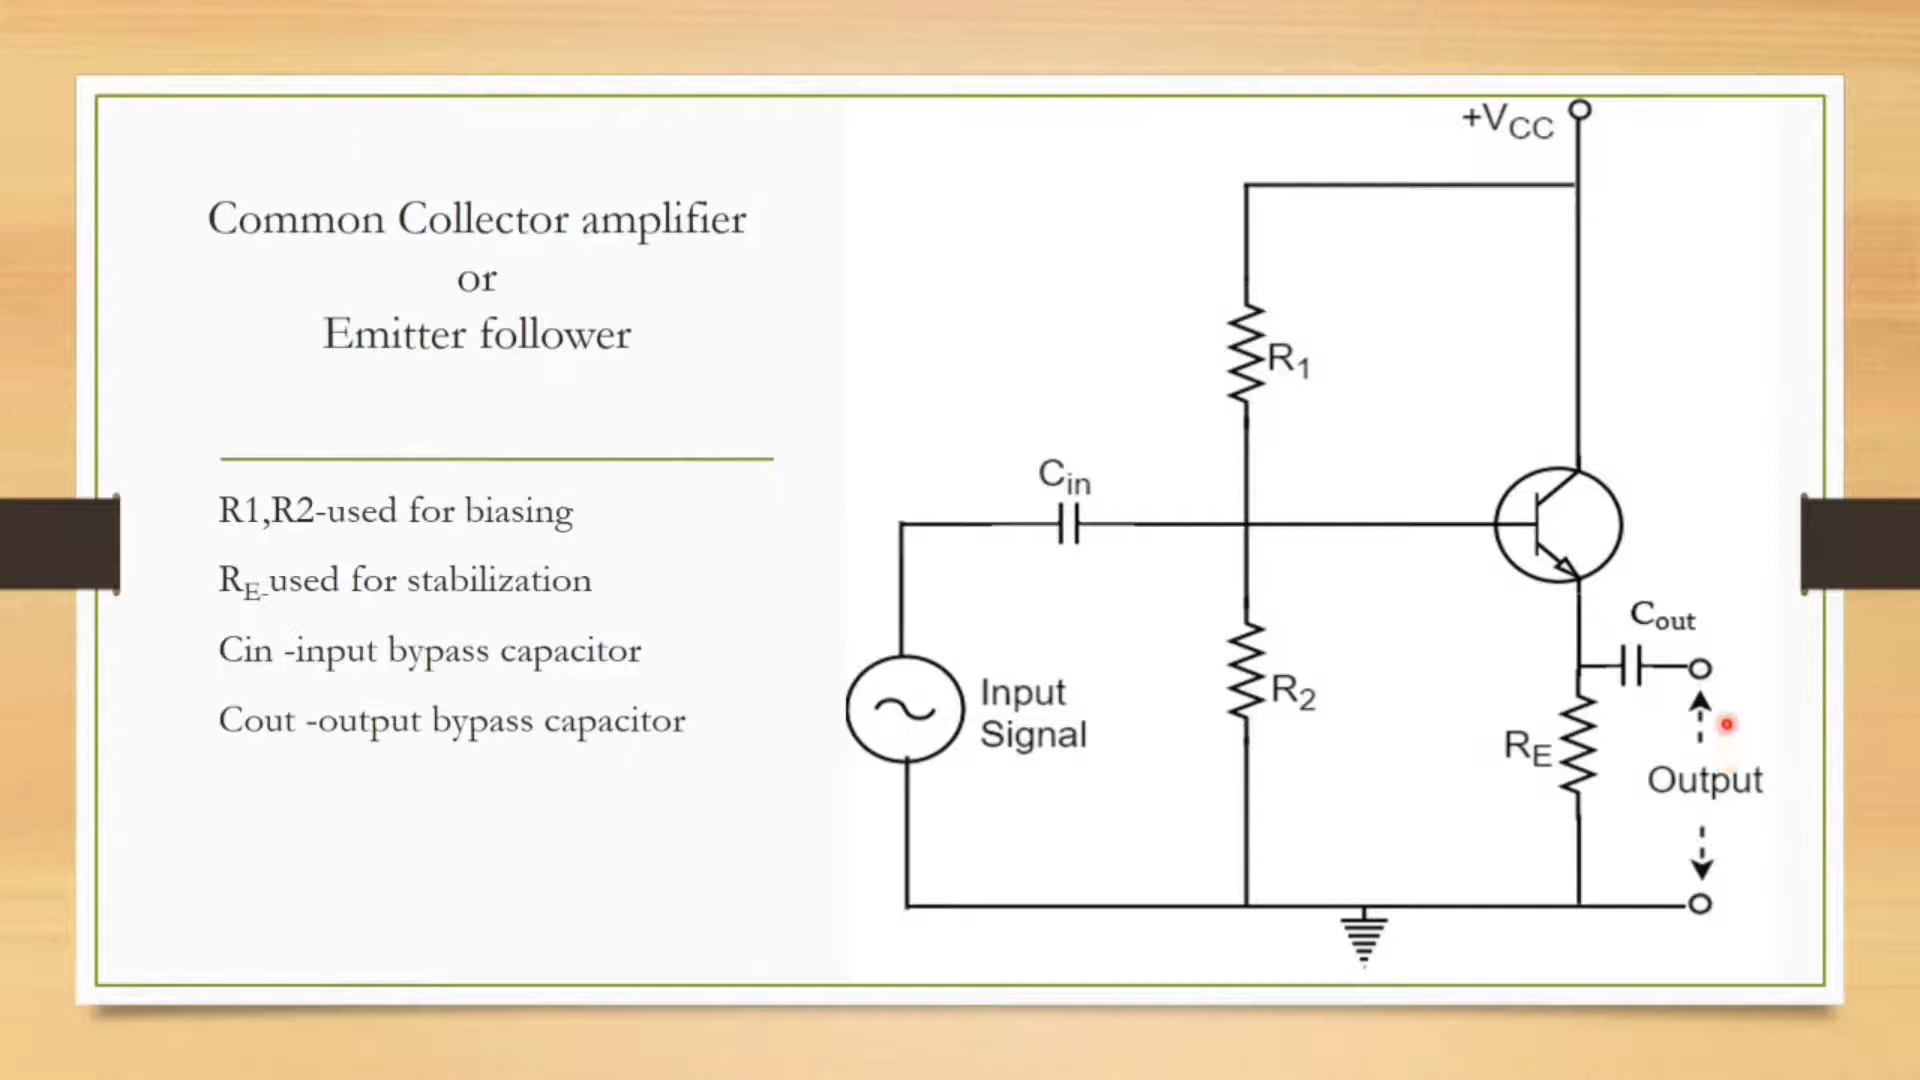 Common Collector amplifier
or
Emitter follower
R1,R2-used for biasing
RE-used for stabilization
Cin -input bypass capacitor
Cout -output bypass capacitor
+VCC
R1
Cin
Cout
Input
Signal
R2
RE
Output